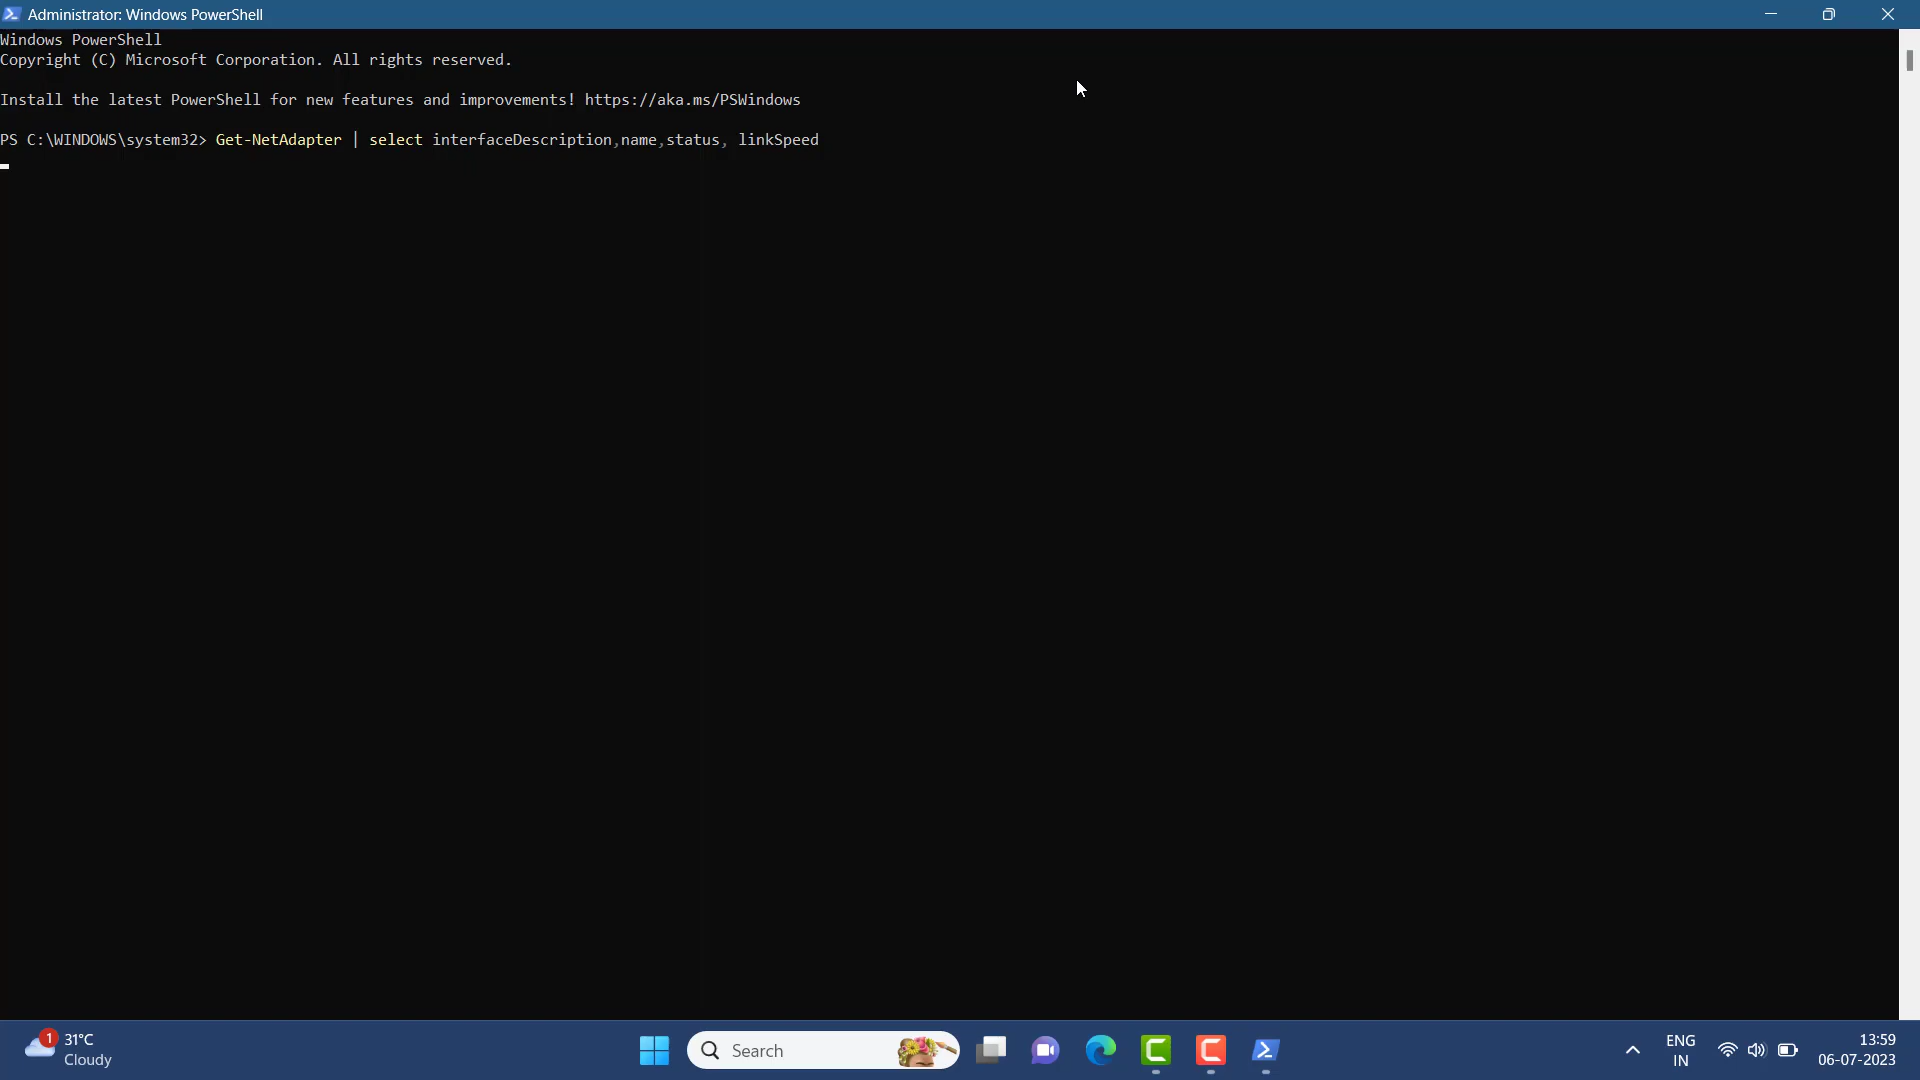 Administrator: Windows PowerShell
Windows PowerShell
Copyright (C) Microsoft Corporation. All rights reserved.
Install the latest PowerShell for new features and improvements! https://aka.ms/PSWindows
PS C:\WINDOWS\system32> Get-NetAdapter | select interfaceDescription,name,status, linkSpeed
1
31°C
Cloudy
Search
ENG
IN
13:59
06-07-2023